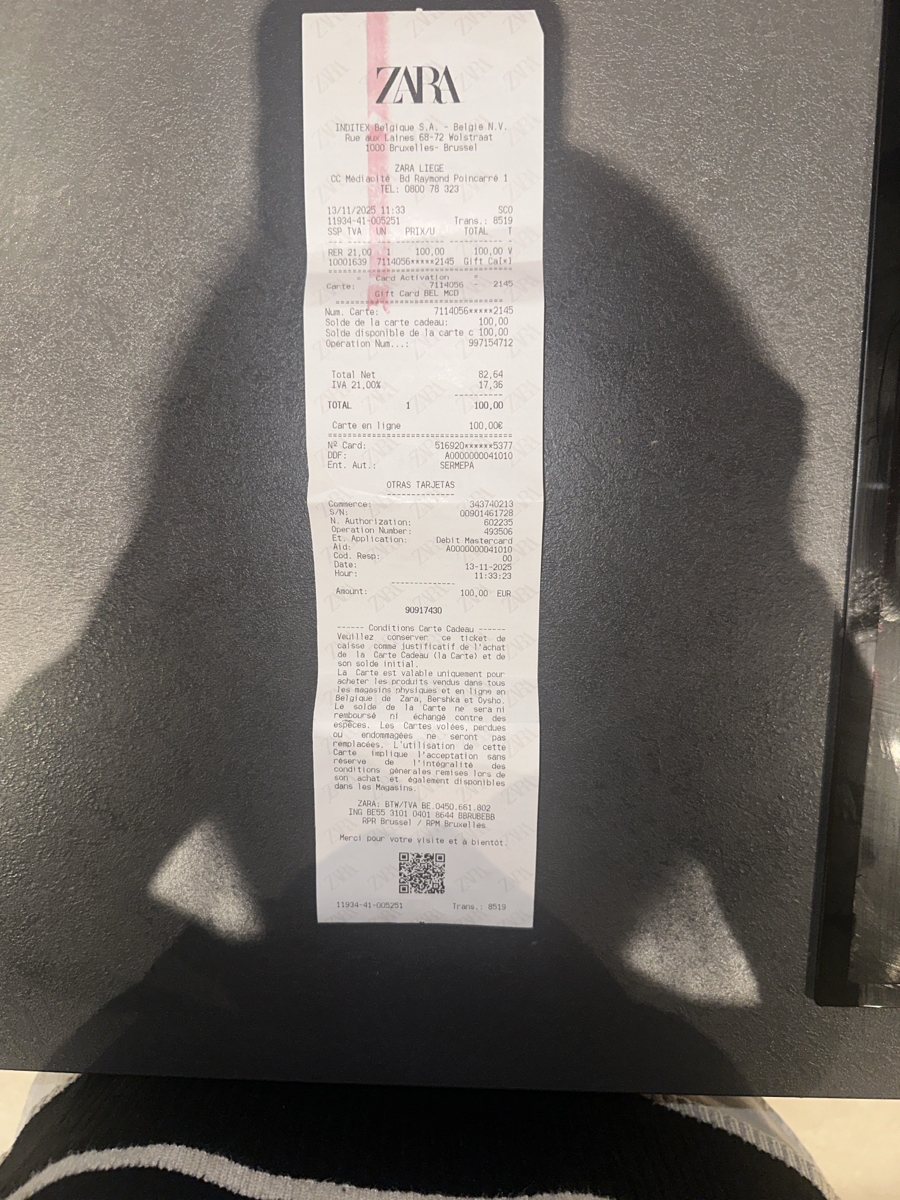 ZARA
INDITEX Belgique S.A. - Belgie N.V.
Rue aux Laines 68-72 Wolstraat
1000 Bruxelles- Brussel
ZARA LIEGE
CC Médiacité Bd Raymond Poincarré 1
TEL: 0800 78 323
13/11/2025 11:33 SCO
11934-41-005251 Trans.: 8519
SSP TVA UN PRIX/U TOTAL T
RER 21,00 1 100,00 100,00 V
10001639 7114056*****2145 Gift Ca(*)
Card Activation
Carte: 7114056 2145
Gift Card BEL MCD
Num. Carte: 7114056*****2145
Solde de la carte cadeau: 100,00
Solde disponible de la carte c 100,00
Operation Num...: 997154712
Total Net 82,64
IVA 21,00% 17,36
TOTAL 1 100,00
Carte en ligne 100,00€
Nº Card: 516920******5377
DDF: A0000000041010
Ent. Aut.: SERMEPA
OTRAS TARJETAS
Commerce: 343740213
S/N: 00901461728
N. Authorization: 602235
Operation Number: 493506
Et. Application: Debit Mastercard
Aid: A0000000041010
Cod. Resp: 00
Date: 13-11-2025
Hour: 11:33:23
Amount: 100,00 EUR
90917430
------ Conditions Carte Cadeau ------
Veuillez conserver ce ticket de
caisse comme justificatif de l'achat
de la Carte Cadeau (la Carte) et de
son solde initial.
La Carte est valable uniquement pour
acheter les produits vendus dans tous
les magasins physiques et en ligne en
Belgique de Zara, Bershka et Oysho.
Le solde de la Carte ne sera ni
remboursé ni échangé contre des
espèces. Les Cartes volées, perdues
ou endommagées ne seront pas
remplacées. L'utilisation de cette
Carte implique l'acceptation sans
réserve de l'intégralité des
conditions générales remises lors de
son achat et également disponibles
dans les Magasins.
ZARA: BTW/TVA BE.0450.661.802
ING BE55 3101 0401 8644 BBRUBEBB
RPR Brussel / RPM Bruxelles
Merci pour votre visite et à bientôt.
11934-41-005251 Trans.: 8519